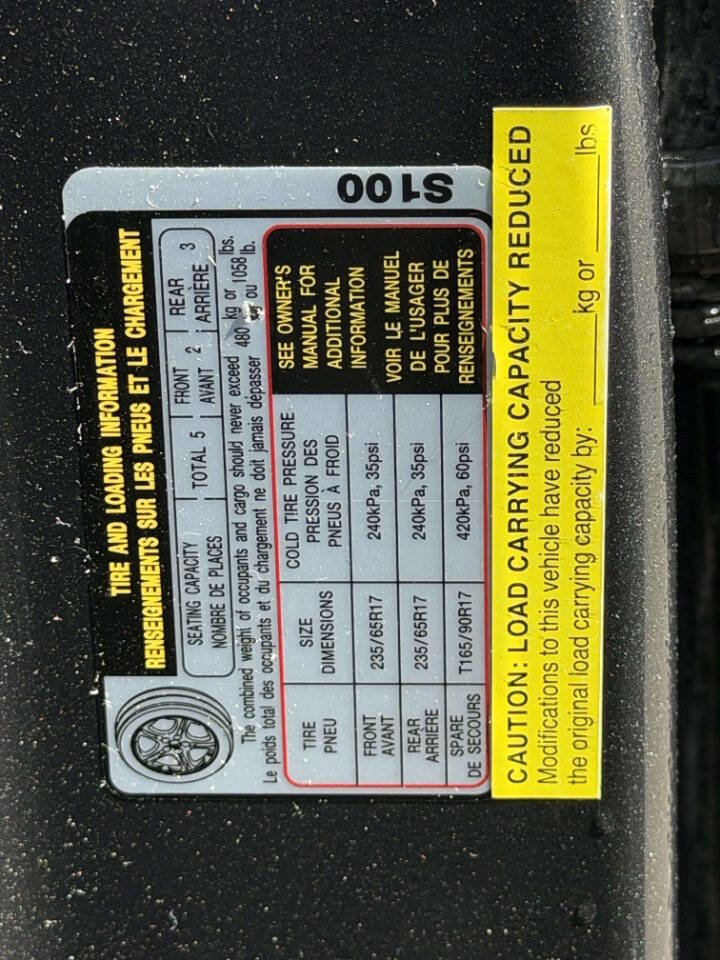 TIRE AND LOADING INFORMATION
RENSEIGNEMENTS SUR LES PNEUS ET LE CHARGEMENT
SEATING CAPACITY
NOMBRE DE PLACES
TOTAL 5
FRONT
AVANT
2
REAR
ARRIÈRE
3
The combined weight of occupants and cargo should never exceed 480 kg or 1058 lbs.
Le poids total des occupants et du chargement ne doit jamais dépasser ou lb.
TIRE
PNEU
SIZE
DIMENSIONS
COLD TIRE PRESSURE
PRESSION DES
PNEUS À FROID
FRONT
AVANT
235/65R17
240kPa, 35psi
REAR
ARRIÈRE
235/65R17
240kPa, 35psi
SPARE
DE SECOURS
T165/90R17
420kPa, 60psi
SEE OWNER'S
MANUAL FOR
ADDITIONAL
INFORMATION
VOIR LE MANUEL
DE L'USAGER
POUR PLUS DE
RENSEIGNEMENTS
S100
CAUTION: LOAD CARRYING CAPACITY REDUCED
Modifications to this vehicle have reduced
the original load carrying capacity by: ______kg or ______lbs